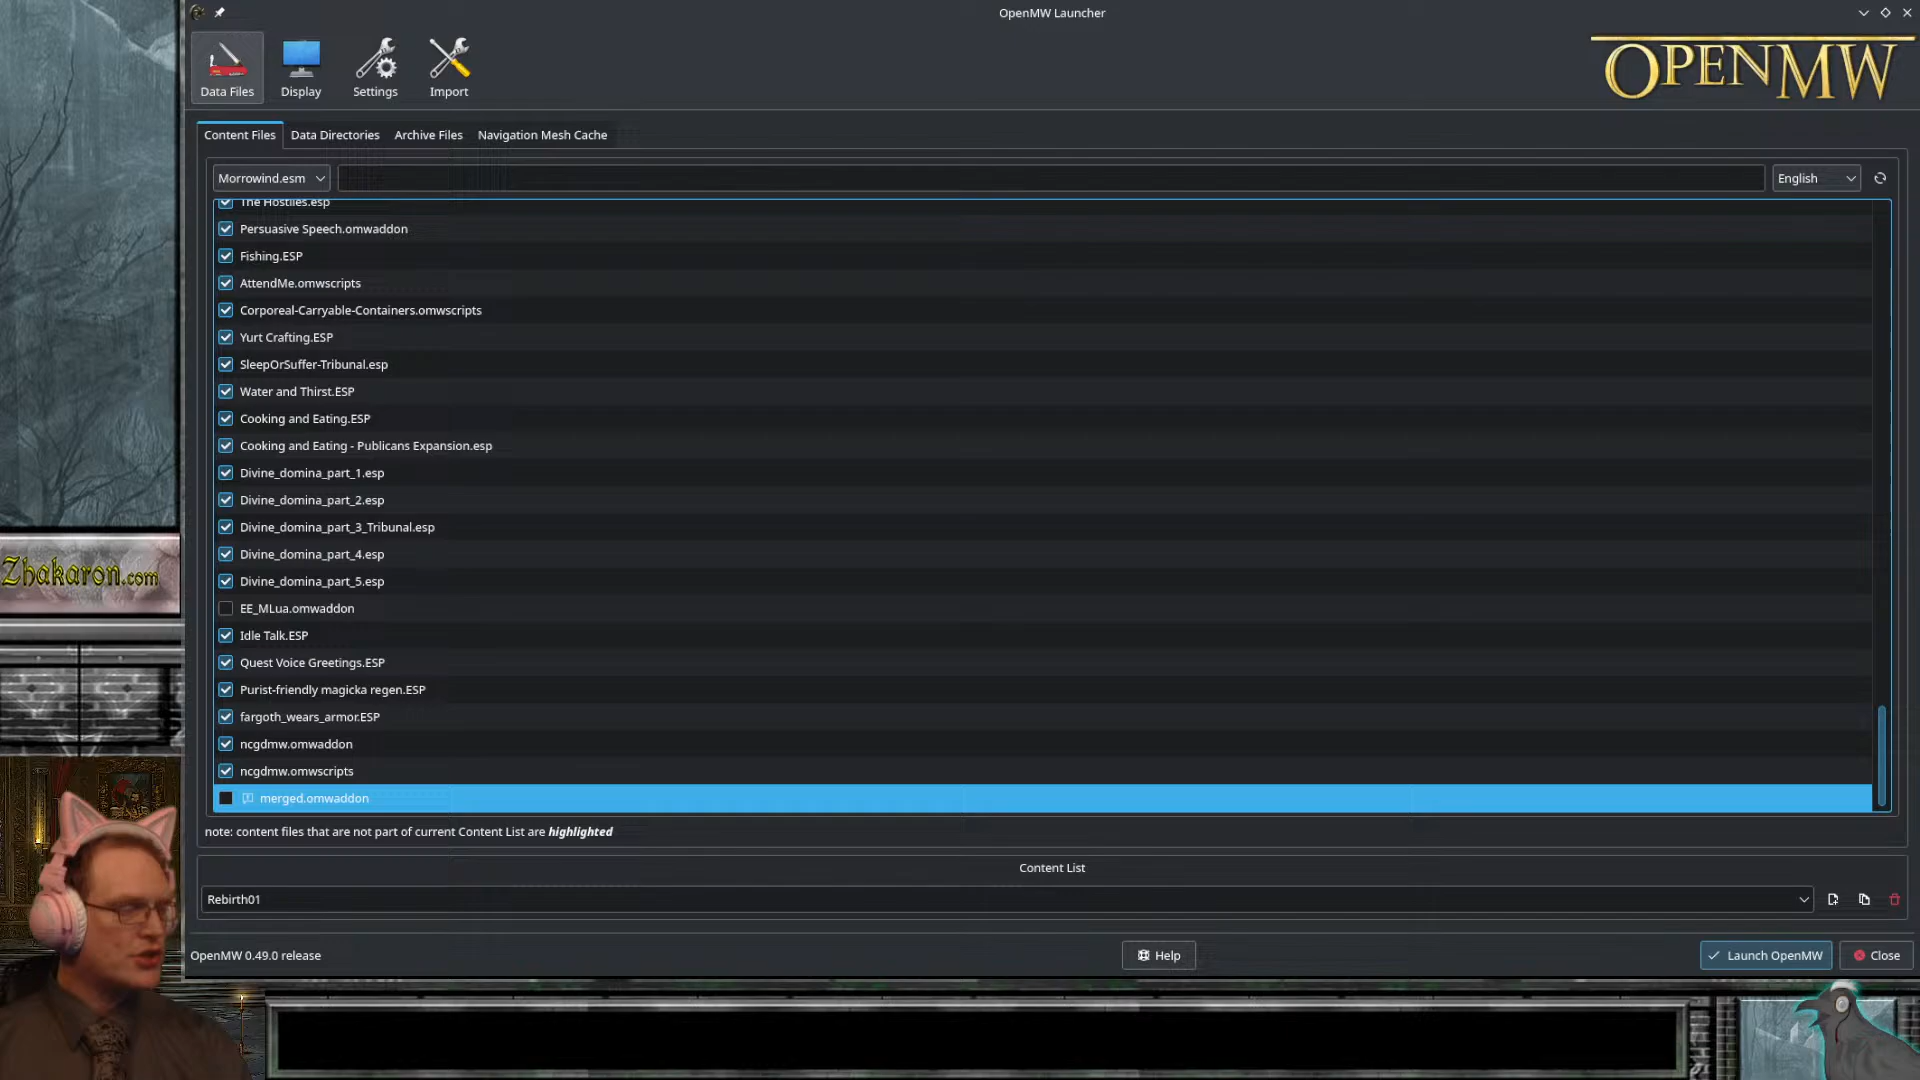 OpenMW Launcher
Data Files
Display
Settings
Import
OPENMW
Content Files
Data Directories
Archive Files
Navigation Mesh Cache
Morrowind.esm
English
The Hostiles.esp
Persuasive Speech.omwaddon
Fishing.ESP
AttendMe.omwscripts
Corporeal-Carryable-Containers.omwscripts
Yurt Crafting.ESP
SleepOrSuffer-Tribunal.esp
Water and Thirst.ESP
Cooking and Eating.ESP
Cooking and Eating - Publicans Expansion.esp
Divine_domina_part_1.esp
Divine_domina_part_2.esp
Divine_domina_part_3_Tribunal.esp
Divine_domina_part_4.esp
Divine_domina_part_5.esp
EE_MLua.omwaddon
Idle Talk.ESP
Quest Voice Greetings.ESP
Purist-friendly magicka regen.ESP
fargoth_wears_armor.ESP
ncgdmw.omwaddon
ncgdmw.omwscripts
merged.omwaddon
note: content files that are not part of current Content List are highlighted
Content List
Rebirth01
OpenMW 0.49.0 release
Help
Launch OpenMW
Close
Zhakaron.com